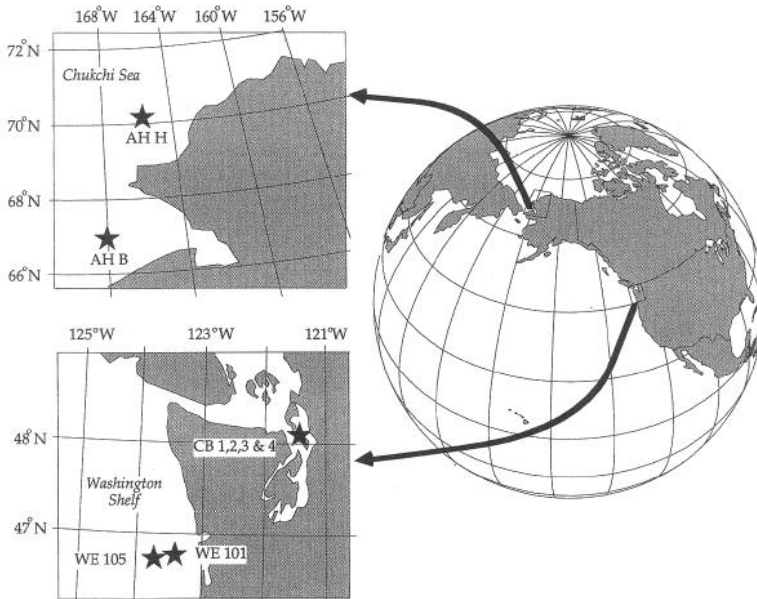 168°W 164°W 160°W 156°W
72°N
Chukchi Sea
70°N
AH H
68°N
AH B
66°N
125°W 123°W 121°W
48°N
CB 1,2,3 & 4
Washington
Shelf
47°N
WE 105
WE 101